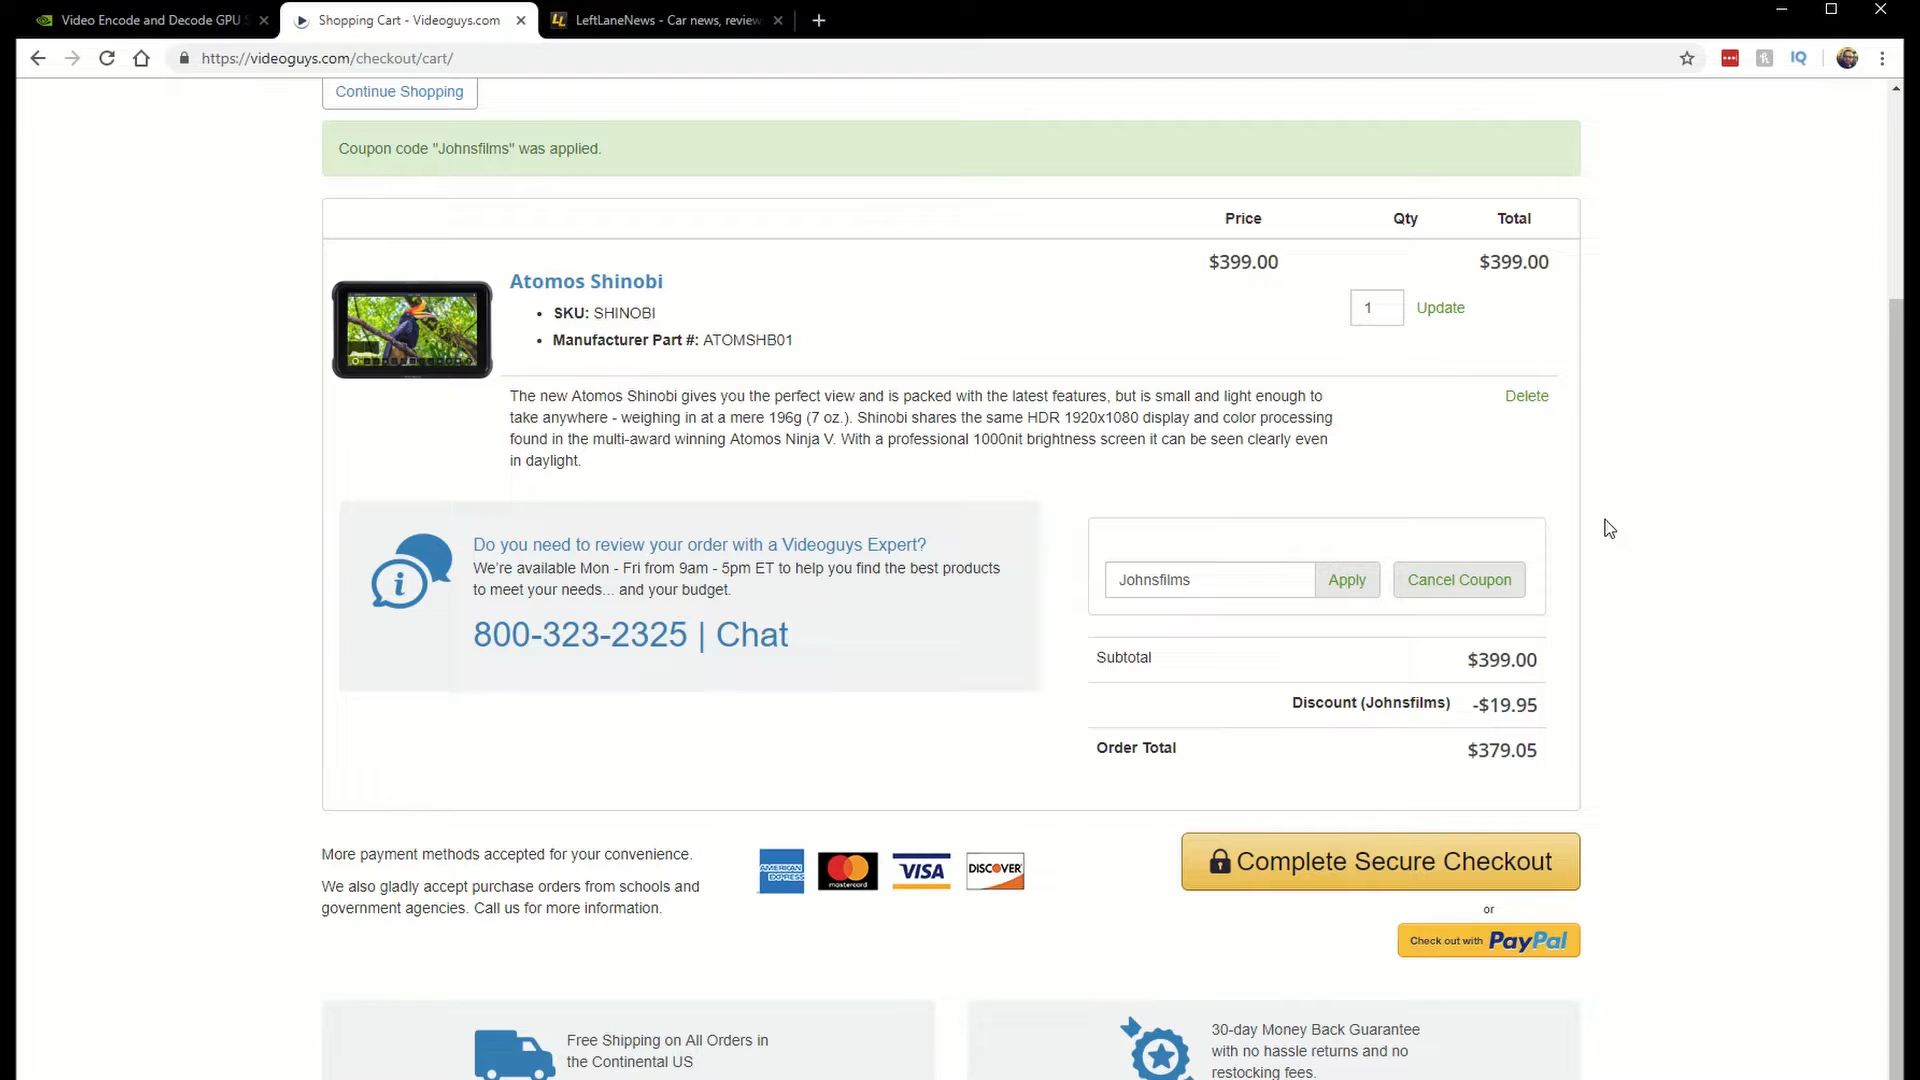 Video Encode and Decode GPU
Shopping Cart - Videoguys.com
LeftLaneNews - Car news, review
https://videoguys.com/checkout/cart/
IQ
Continue Shopping
Coupon code "Johnsfilms" was applied.
Price Qty Total
Atomos Shinobi
$399.00 $399.00
• SKU: SHINOBI
1 Update
• Manufacturer Part #: ATOMSHB01
The new Atomos Shinobi gives you the perfect view and is packed with the latest features, but is small and light enough to
take anywhere - weighing in at a mere 196g (7 oz.). Shinobi shares the same HDR 1920x1080 display and color processing
found in the multi-award winning Atomos Ninja V. With a professional 1000nit brightness screen it can be seen clearly even
in daylight.
Delete
Do you need to review your order with a Videoguys Expert?
We're available Mon - Fri from 9am - 5pm ET to help you find the best products
to meet your needs... and your budget.
800-323-2325 | Chat
Johnsfilms Apply Cancel Coupon
Subtotal $399.00
Discount (Johnsfilms) -$19.95
Order Total $379.05
More payment methods accepted for your convenience.
We also gladly accept purchase orders from schools and
government agencies. Call us for more information.
AMERICAN EXPRESS
mastercard
VISA
DISCOVER
Complete Secure Checkout
or
Check out with PayPal
Free Shipping on All Orders in
the Continental US
30-day Money Back Guarantee
with no hassle returns and no
restocking fees.